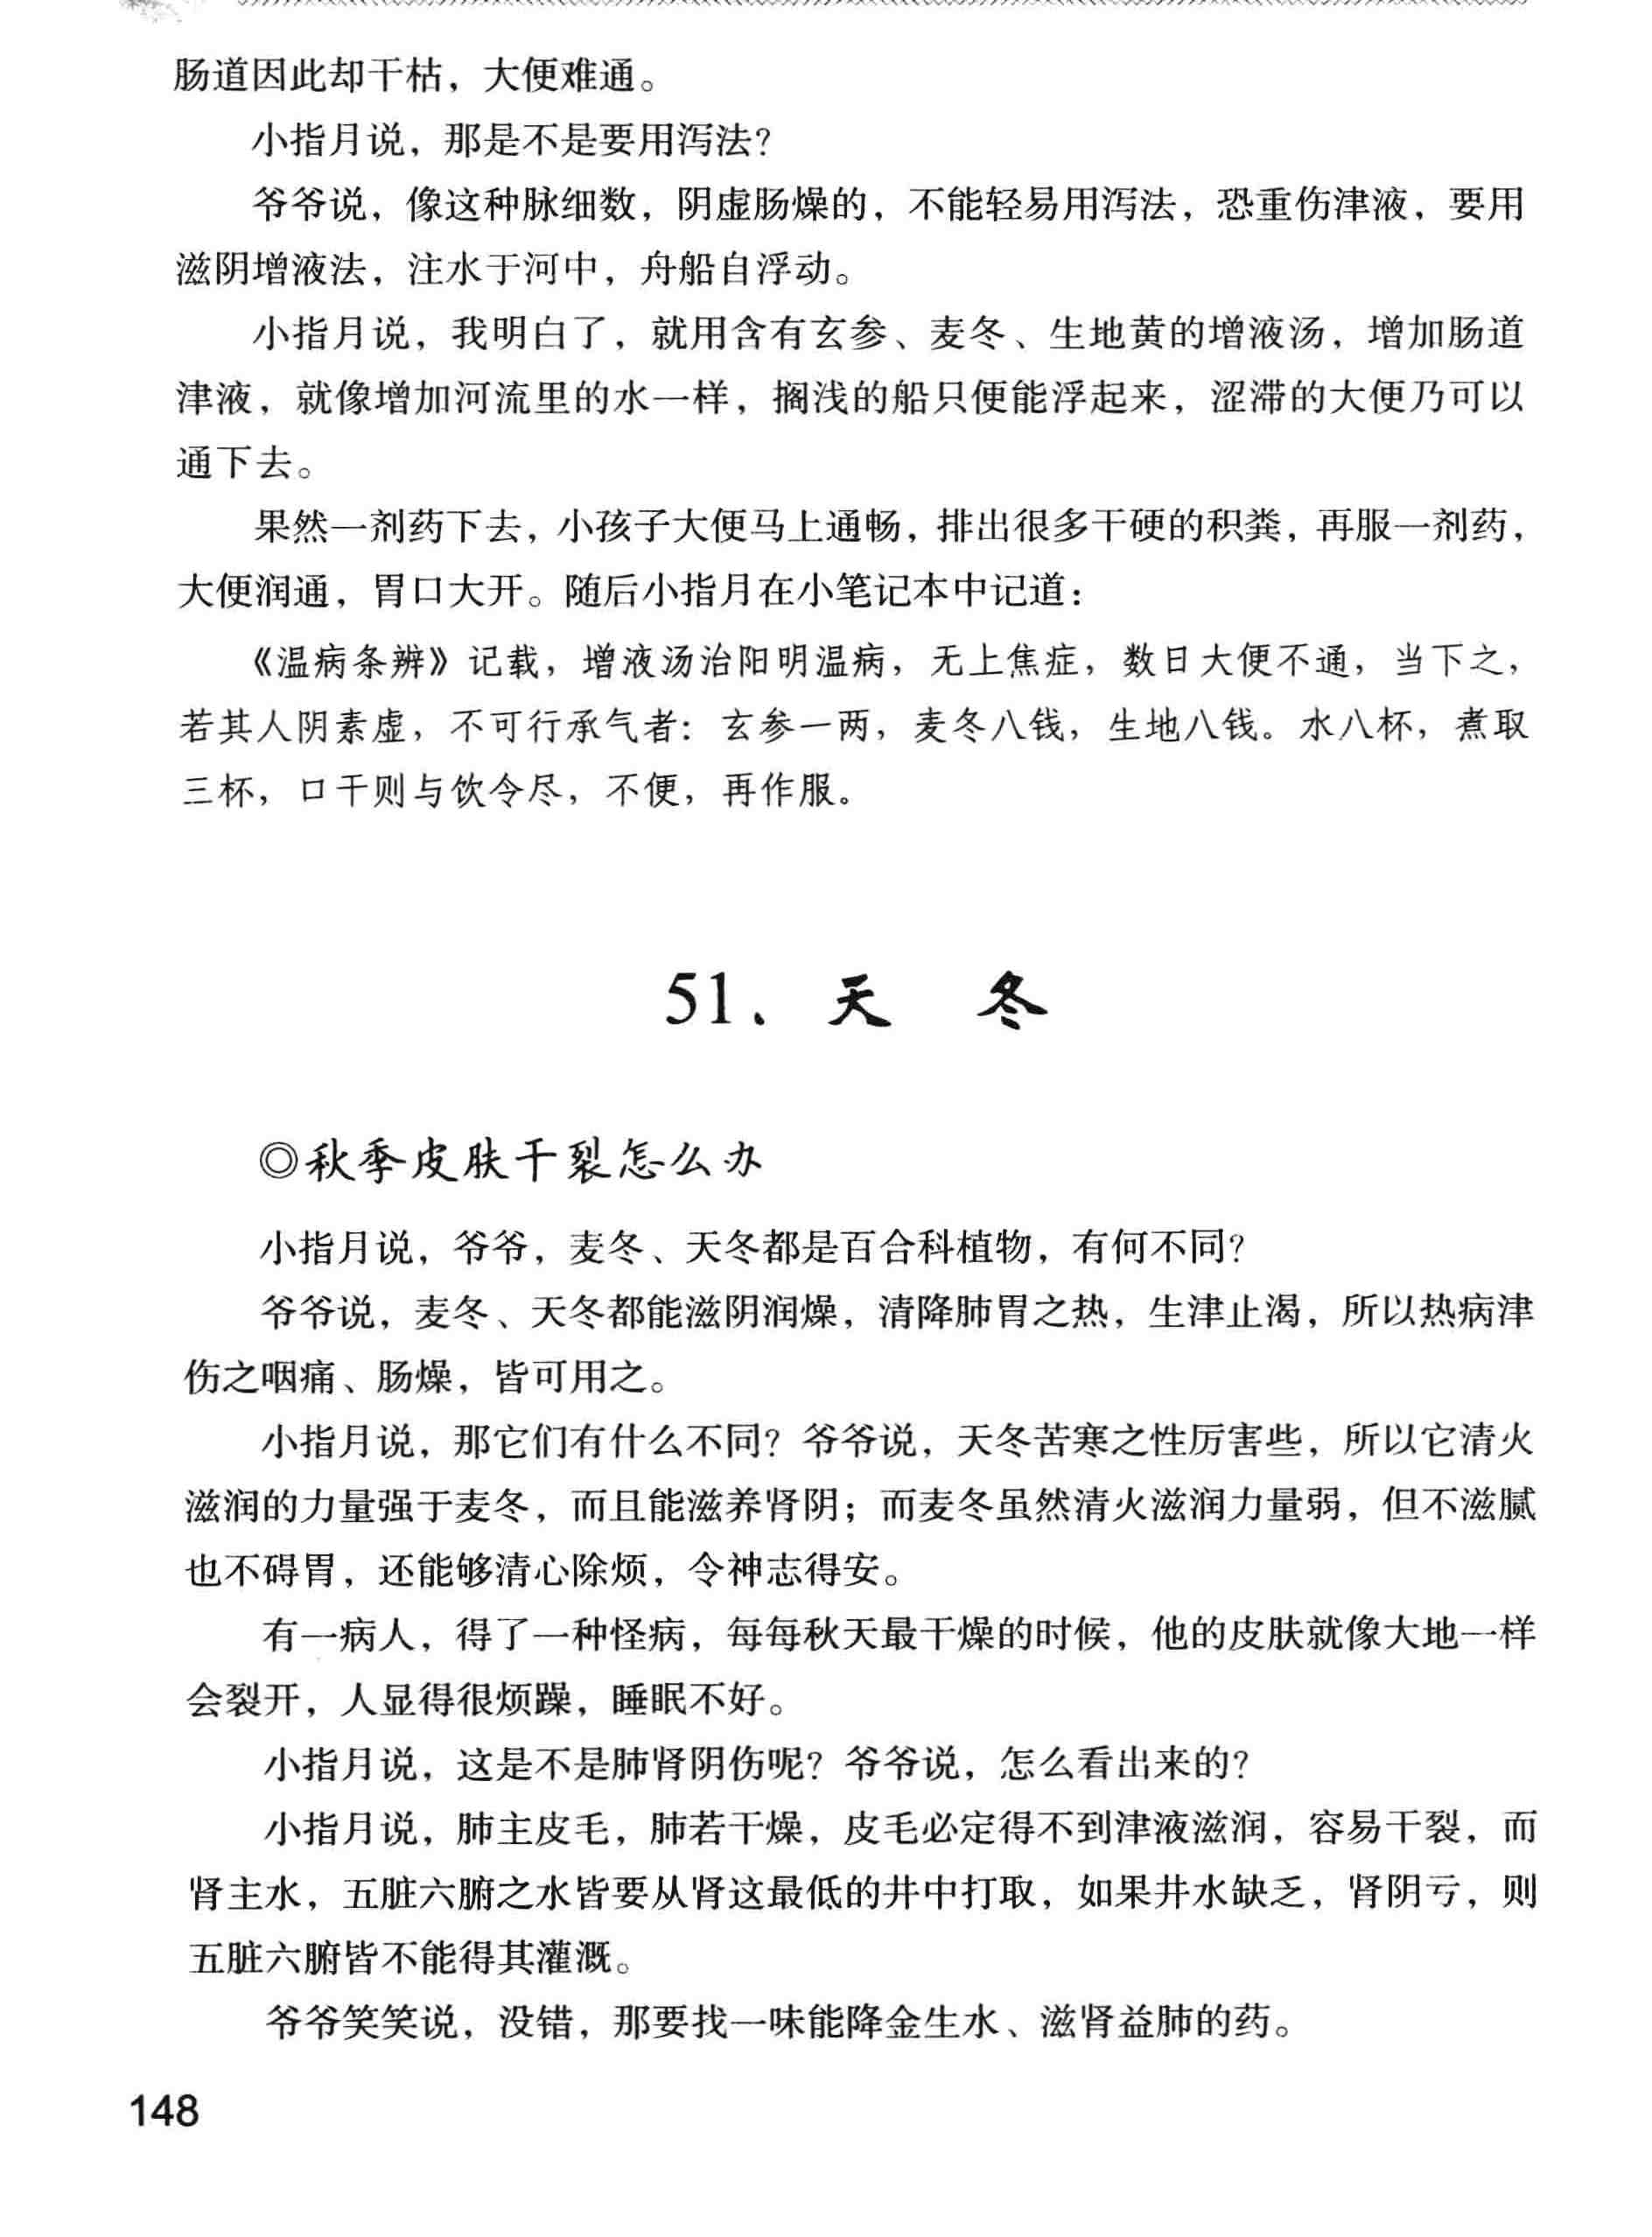 肠道因此却干枯，大便难通。
小指月说，那是不是要用泻法？
爷爷说，像这种脉细数，阴虚肠燥的，不能轻易用泻法，恐重伤津液，要用
滋阴增液法，注水于河中，舟船自浮动。
小指月说，我明白了，就用含有玄参、麦冬、生地黄的增液汤，增加肠道
津液，就像增加河流里的水一样，搁浅的船只便能浮起来，涩滞的大便乃可以
通下去。
果然一剂药下去，小孩子大便马上通畅，排出很多干硬的积粪，再服一剂药，
大便润通，胃口大开。随后小指月在小笔记本中记道：
《温病条辨》记载，增液汤治阳明温病，无上焦症，数日大便不通，当下之，
若其人阴素虚，不可行承气者：玄参一两，麦冬八钱，生地八钱。水八杯，煮取
三杯，口干则与饮令尽，不便，再作服。
51、天 冬
◎秋季皮肤干裂怎么办
小指月说，爷爷，麦冬、天冬都是百合科植物，有何不同？
爷爷说，麦冬、天冬都能滋阴润燥，清降肺胃之热，生津止渴，所以热病津
伤之咽痛、肠燥，皆可用之。
小指月说，那它们有什么不同？爷爷说，天冬苦寒之性厉害些，所以它清火
滋润的力量强于麦冬，而且能滋养肾阴；而麦冬虽然清火滋润力量弱，但不滋腻
也不碍胃，还能够清心除烦，令神志得安。
有一病人，得了一种怪病，每每秋天最干燥的时候，他的皮肤就像大地一样
会裂开，人显得很烦躁，睡眠不好。
小指月说，这是不是肺肾阴伤呢？爷爷说，怎么看出来的？
小指月说，肺主皮毛，肺若干燥，皮毛必定得不到津液滋润，容易干裂，而
肾主水，五脏六腑之水皆要从肾这最低的井中打取，如果井水缺乏，肾阴亏，则
五脏六腑皆不能得其灌溉。
爷爷笑笑说，没错，那要找一味能降金生水、滋肾益肺的药。
148